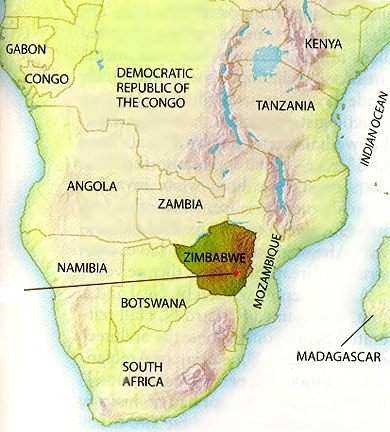 KENYA
GABON
CONGO
DEMOCRATIC
REPUBLIC OF
THE CONGO
TANZANIA
INDIAN OCEAN
ANGOLA
ZAMBIA
ZIMBABWE
MOZAMBIQUE
NAMIBIA
BOTSWANA
MADAGASCAR
SOUTH
AFRICA